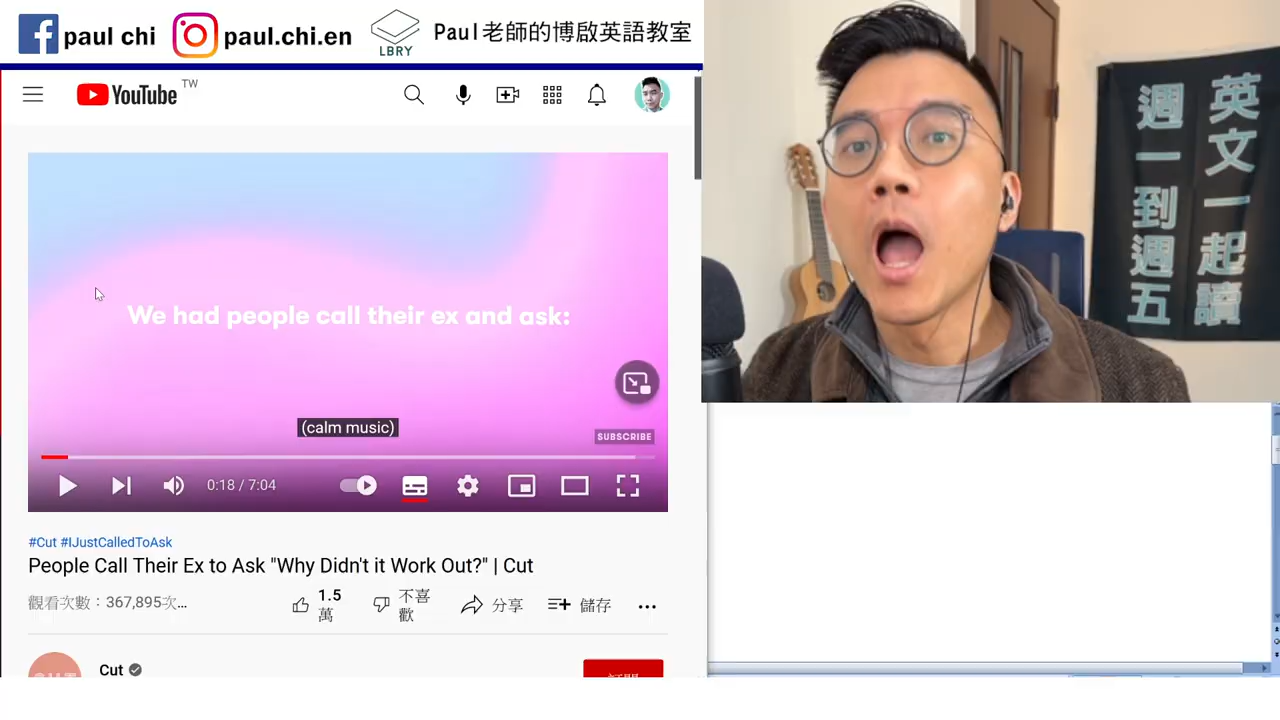 paul chi
paul.chi.en
LBRY
Paul老師的博啟英語教室
YouTube TW
We had people call their ex and ask:
(calm music)
SUBSCRIBE
0:18 / 7:04
#Cut #IJustCalledToAsk
People Call Their Ex to Ask "Why Didn't it Work Out?" | Cut
觀看次數：367,895次...
1.5
萬
不喜
歡
分享
儲存
Cut
英文一起讀
週一到週五